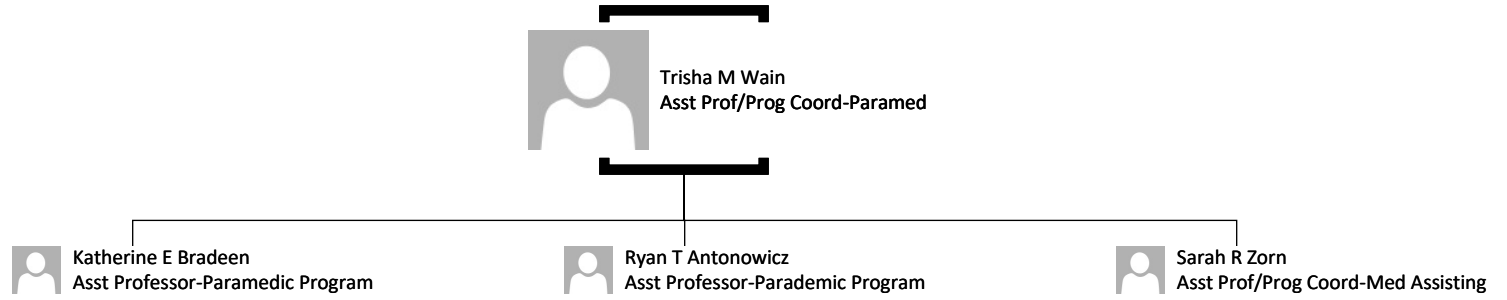 Trisha M Wain
Asst Prof/Prog Coord-Paramed
Katherine E Bradeen
Asst Professor-Paramedic Program
Ryan T Antonowicz
Asst Professor-Parademic Program
Sarah R Zorn
Asst Prof/Prog Coord-Med Assisting